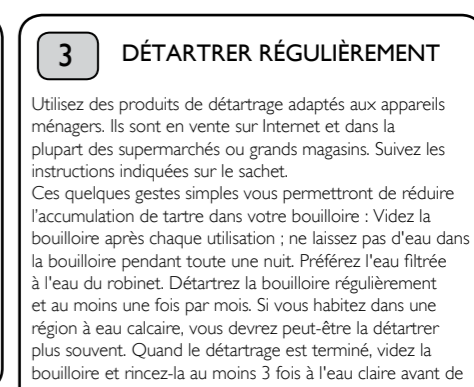 3 DÉTARTRER RÉGULIÈREMENT
Utilisez des produits de détartrage adaptés aux appareils
ménagers. Ils sont en vente sur Internet et dans la
plupart des supermarchés ou grands magasins. Suivez les
instructions indiquées sur le sachet.
Ces quelques gestes simples vous permettront de réduire
l'accumulation de tartre dans votre bouilloire : Videz la
bouilloire après chaque utilisation ; ne laissez pas d'eau dans
la bouilloire pendant toute une nuit. Préférez l'eau filtrée
à l'eau du robinet. Détartrez la bouilloire régulièrement
et au moins une fois par mois. Si vous habitez dans une
région à eau calcaire, vous devrez peut-être la détartrer
plus souvent. Quand le détartrage est terminé, videz la
bouilloire et rincez-la au moins 3 fois à l'eau claire avant de